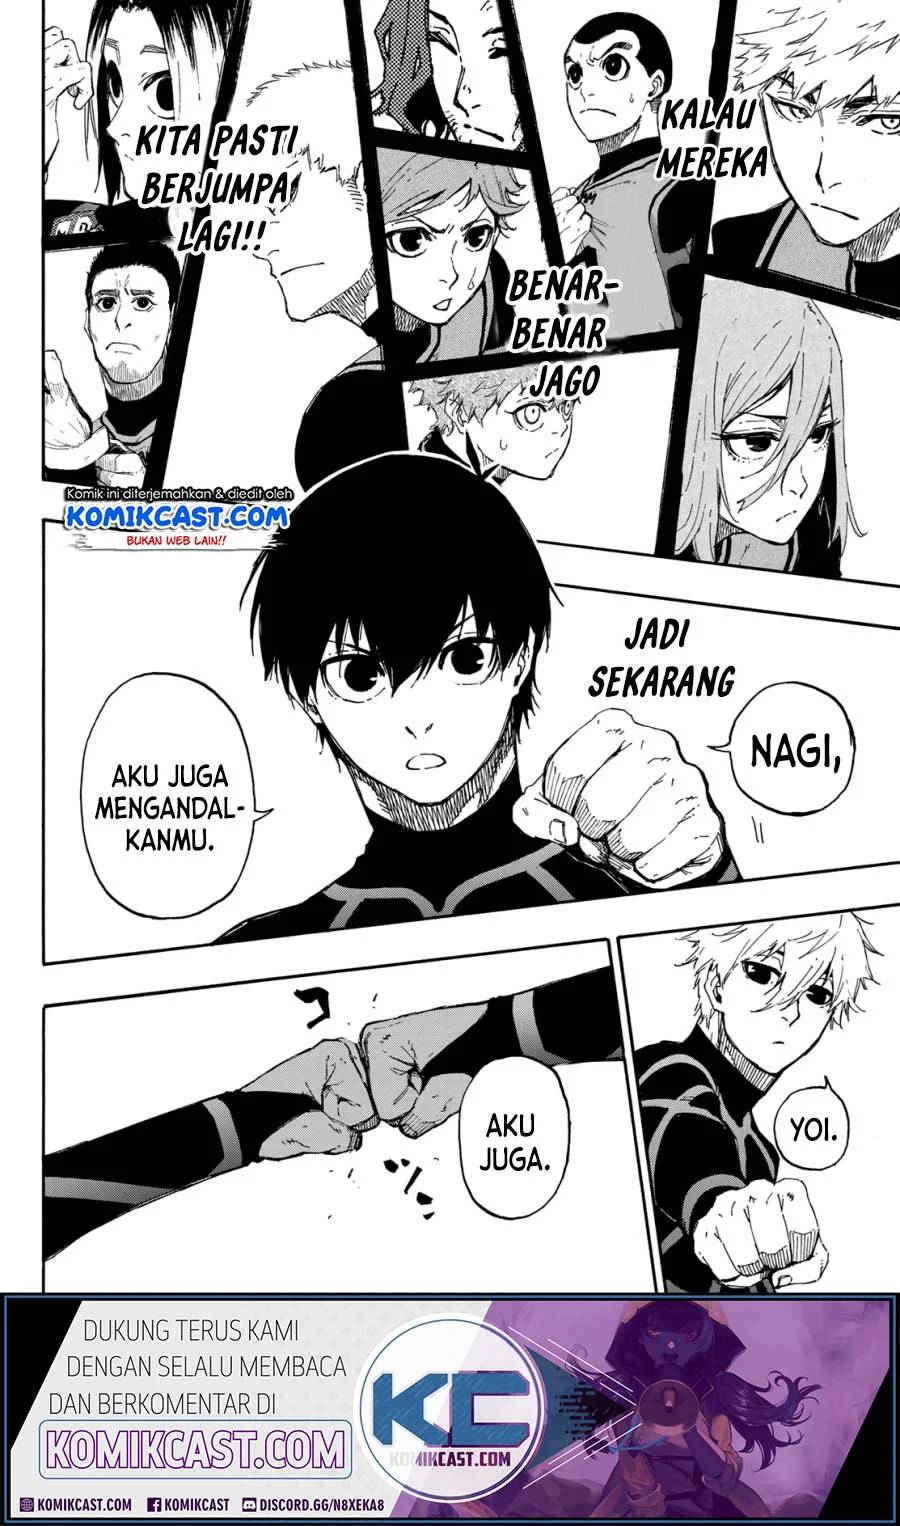 KALAU
MEREKA
BENAR-
BENAR
JAGO
KITA PASTI
BERJUMPA
LAGI!!
Komik ini diterjemahkan & diedit oleh
KOMIKCAST.COM
BUKAN WEB LAIN!!
JADI
SEKARANG
NAGI,
AKU JUGA
MENGANDAL-
KANMU.
YOI.
コ
AKU
JUGA.
DUKUNG TERUS KAMI
DENGAN SELALU MEMBACA
DAN BERKOMENTAR DI
KOMIKCAST.COM
KC
KOMIKCAST.COM
KOMIKCAST.COM
KOMIKCAST
DISCORD.GG/N8XEKA8